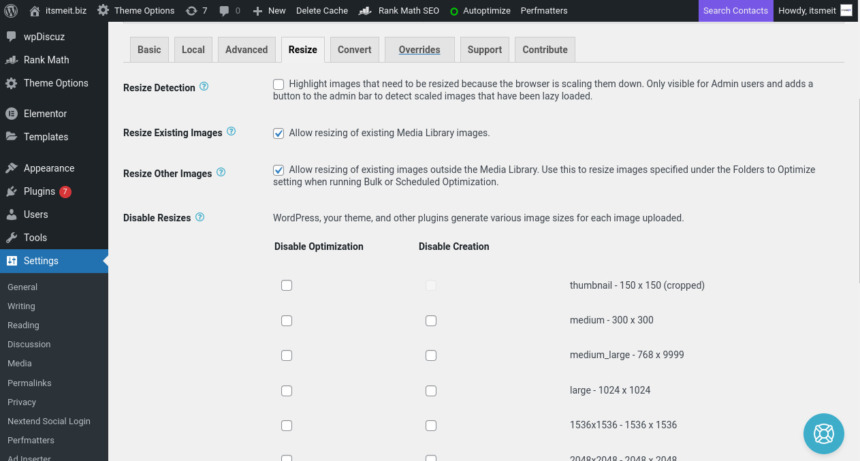 itsmeit.biz Theme Options 7 0 New Delete Cache Rank Math SEO Autoptimize Perfmatters Search Contacts Howdy, itsmeit
wpDiscuz
Rank Math
Theme Options
Elementor
Templates
Appearance
Plugins 7
Users
Tools
Settings
General
Writing
Reading
Discussion
Media
Permalinks
Privacy
Nextend Social Login
Perfmatters
Ad Inserter
Basic Local Advanced Resize Convert Overrides Support Contribute
Resize Detection Highlight images that need to be resized because the browser is scaling them down. Only visible for Admin users and adds a
button to the admin bar to detect scaled images that have been lazy loaded.
Resize Existing Images Allow resizing of existing Media Library images.
Resize Other Images Allow resizing of existing images outside the Media Library. Use this to resize images specified under the Folders to Optimize
setting when running Bulk or Scheduled Optimization.
Disable Resizes WordPress, your theme, and other plugins generate various image sizes for each image uploaded.
Disable Optimization Disable Creation
thumbnail - 150 x 150 (cropped)
medium - 300 x 300
medium_large - 768 x 9999
large - 1024 x 1024
1536x1536 - 1536 x 1536
2048x2048 - 2048 x 2048